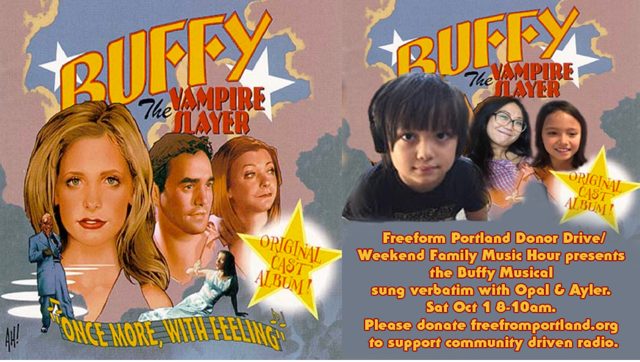 BUFFY
The VAMPIRE
SLAYER
ORIGINAL
CAST
ALBUM!
"ONCE MORE, WITH FEELING"
AH!
BUFFY
The VAMPIRE
SLAYER
ORIGINAL
CAST
ALBUM!
Freeform Portland Donor Drive/
Weekend Family Music Hour presents
the Buffy Musical
sung verbatim with Opal & Ayler.
Sat Oct 1 8-10am.
Please donate freefromportland.org
to support community driven radio.